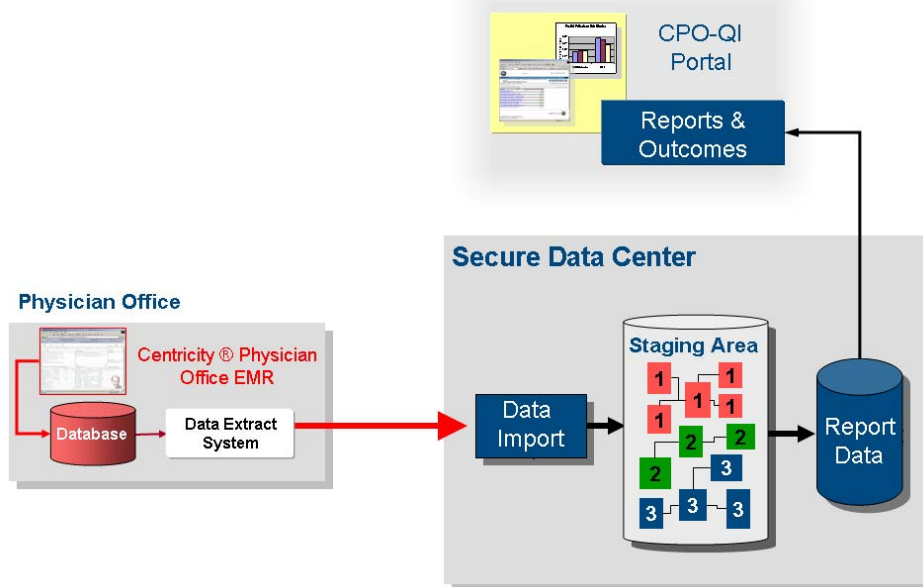 CPO-QI
Portal
Reports &
Outcomes
Secure Data Center
Physician Office
Centricity ® Physician
Office EMR
Database
Data Extract
System
Data
Import
Staging Area
1
1
1
1
1
2
2
2
3
3
3
3
Report
Data